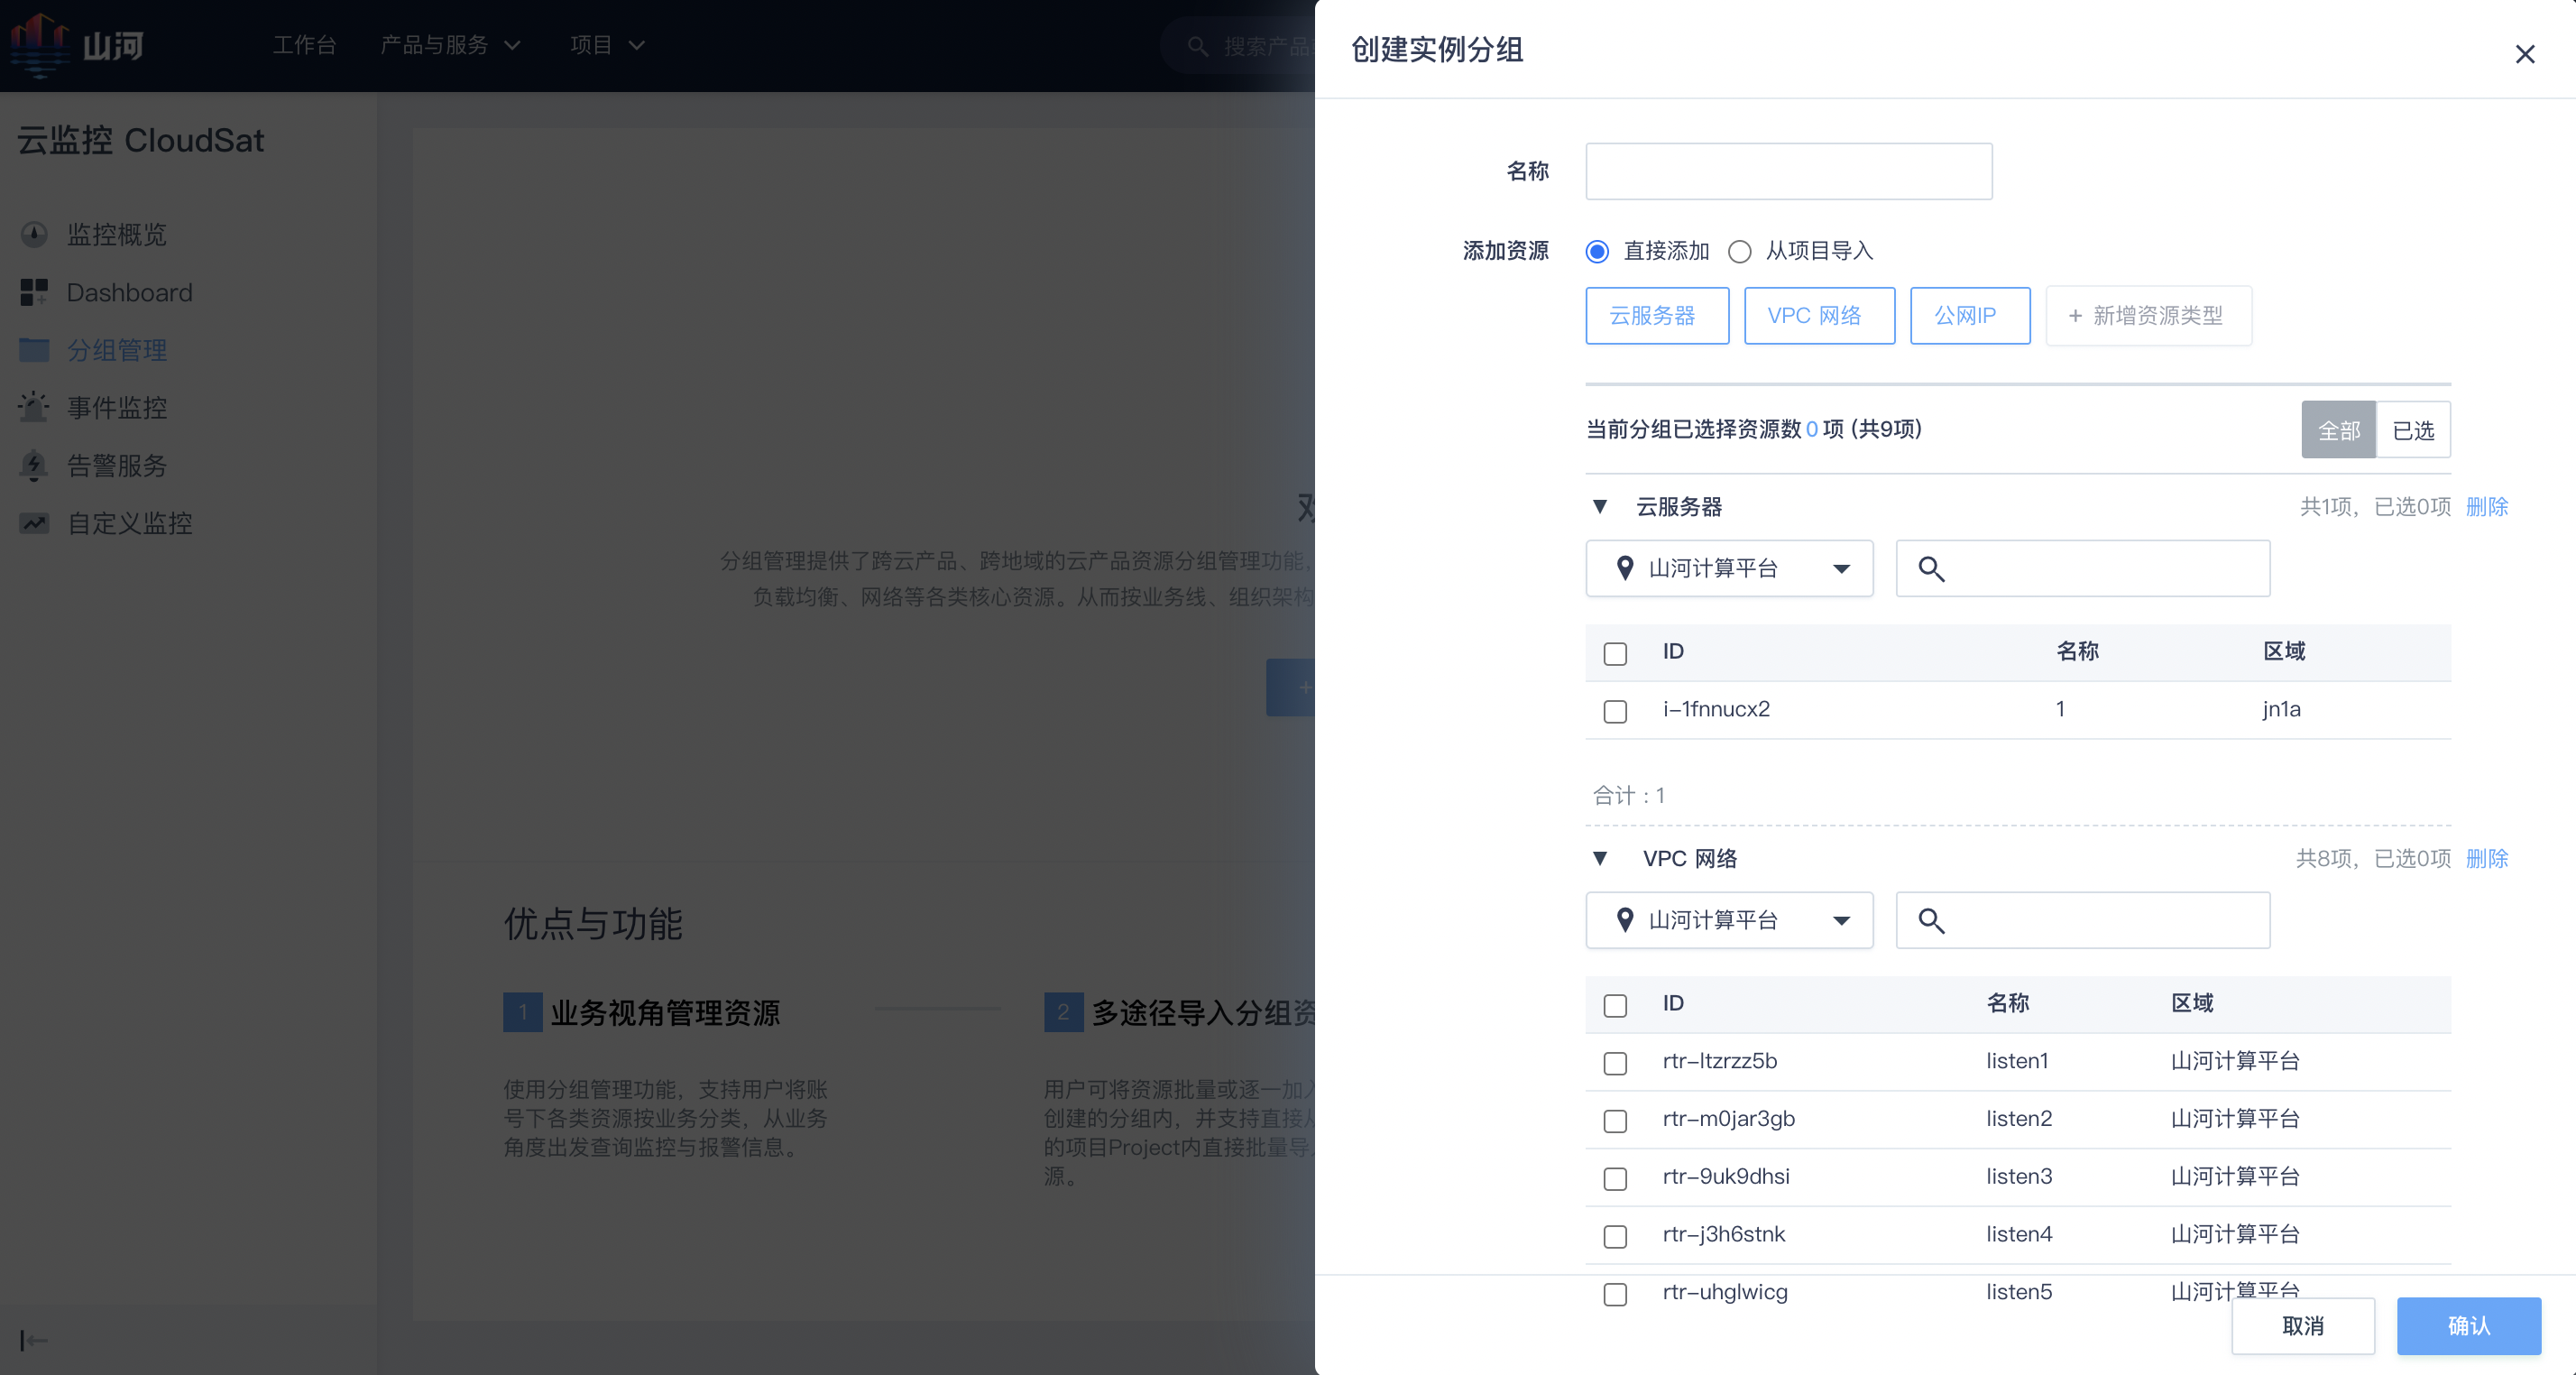 山河
工作台
产品与服务
项目
搜索产品
云监控 CloudSat
监控概览
Dashboard
分组管理
事件监控
告警服务
自定义监控
分组管理提供了跨云产品、跨地域的云产品资源分组管理功能，
负载均衡、网络等各类核心资源。从而按业务线、组织架构
+
优点与功能
1 业务视角管理资源
使用分组管理功能，支持用户将账
号下各类资源按业务分类，从业务
角度出发查询监控与报警信息。
2 多途径导入分组资
用户可将资源批量或逐一加入
创建的分组内，并支持直接从
的项目Project内直接批量导
源。
创建实例分组
名称
添加资源 直接添加 从项目导入
云服务器 VPC 网络 公网IP + 新增资源类型
当前分组已选择资源数 0 项 (共9项) 全部 已选
云服务器 共1项，已选0项 删除
山河计算平台
ID 名称 区域
i-1fnnucx2 1 jn1a
合计 : 1
VPC 网络 共8项，已选0项 删除
山河计算平台
ID 名称 区域
rtr-ltzrzz5b listen1 山河计算平台
rtr-m0jar3gb listen2 山河计算平台
rtr-9uk9dhsi listen3 山河计算平台
rtr-j3h6stnk listen4 山河计算平台
rtr-uhglwicg listen5 山河计算平台
取消 确认